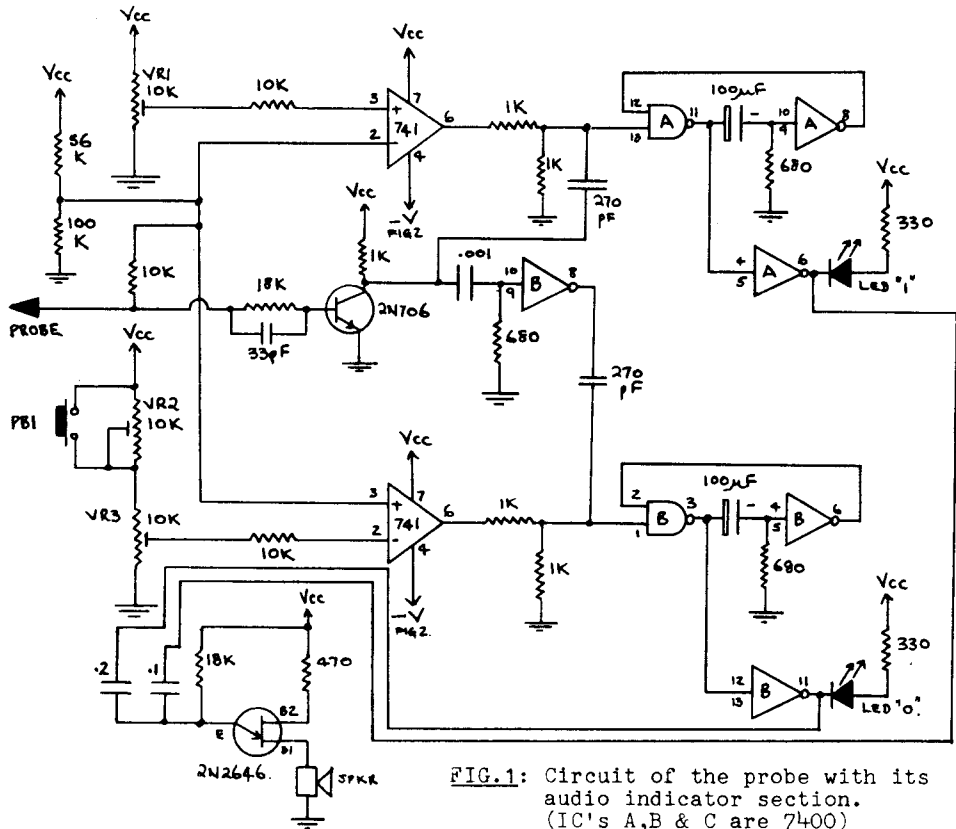 Vcc
VR1
10K
Vcc
56
K
100
K
10K
Vcc
3
+
7
6
2
-
741
4
-V
FIG 2
1K
1K
12
13
A
11
100µF
-
10
9
A
8
680
Vcc
330
4
5
A
6
LED "1"
270
pF
Vcc
1K
.001
10
9
B
8
680
270
pF
10K
18K
33pF
2N706
PROBE
Vcc
PB1
VR2
10K
VR3
10K
10K
Vcc
3
+
7
6
2
-
741
4
-V
FIG 2.
1K
1K
2
1
B
3
100µF
-
4
5
B
6
680
Vcc
330
12
13
B
11
LED "0"
.2
.1
18K
Vcc
470
E
B2
B1
2N2646.
SPKR
FIG.1: Circuit of the probe with its
audio indicator section.
(IC's A,B & C are 7400)